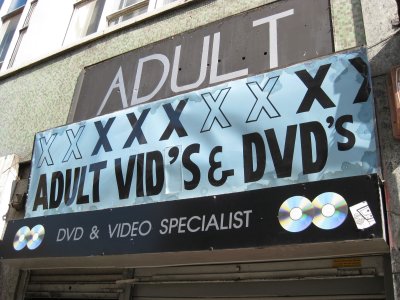 ADULT
XXXXXXXXX
ADULT VID'S & DVD'S
DVD & VIDEO SPECIALIST